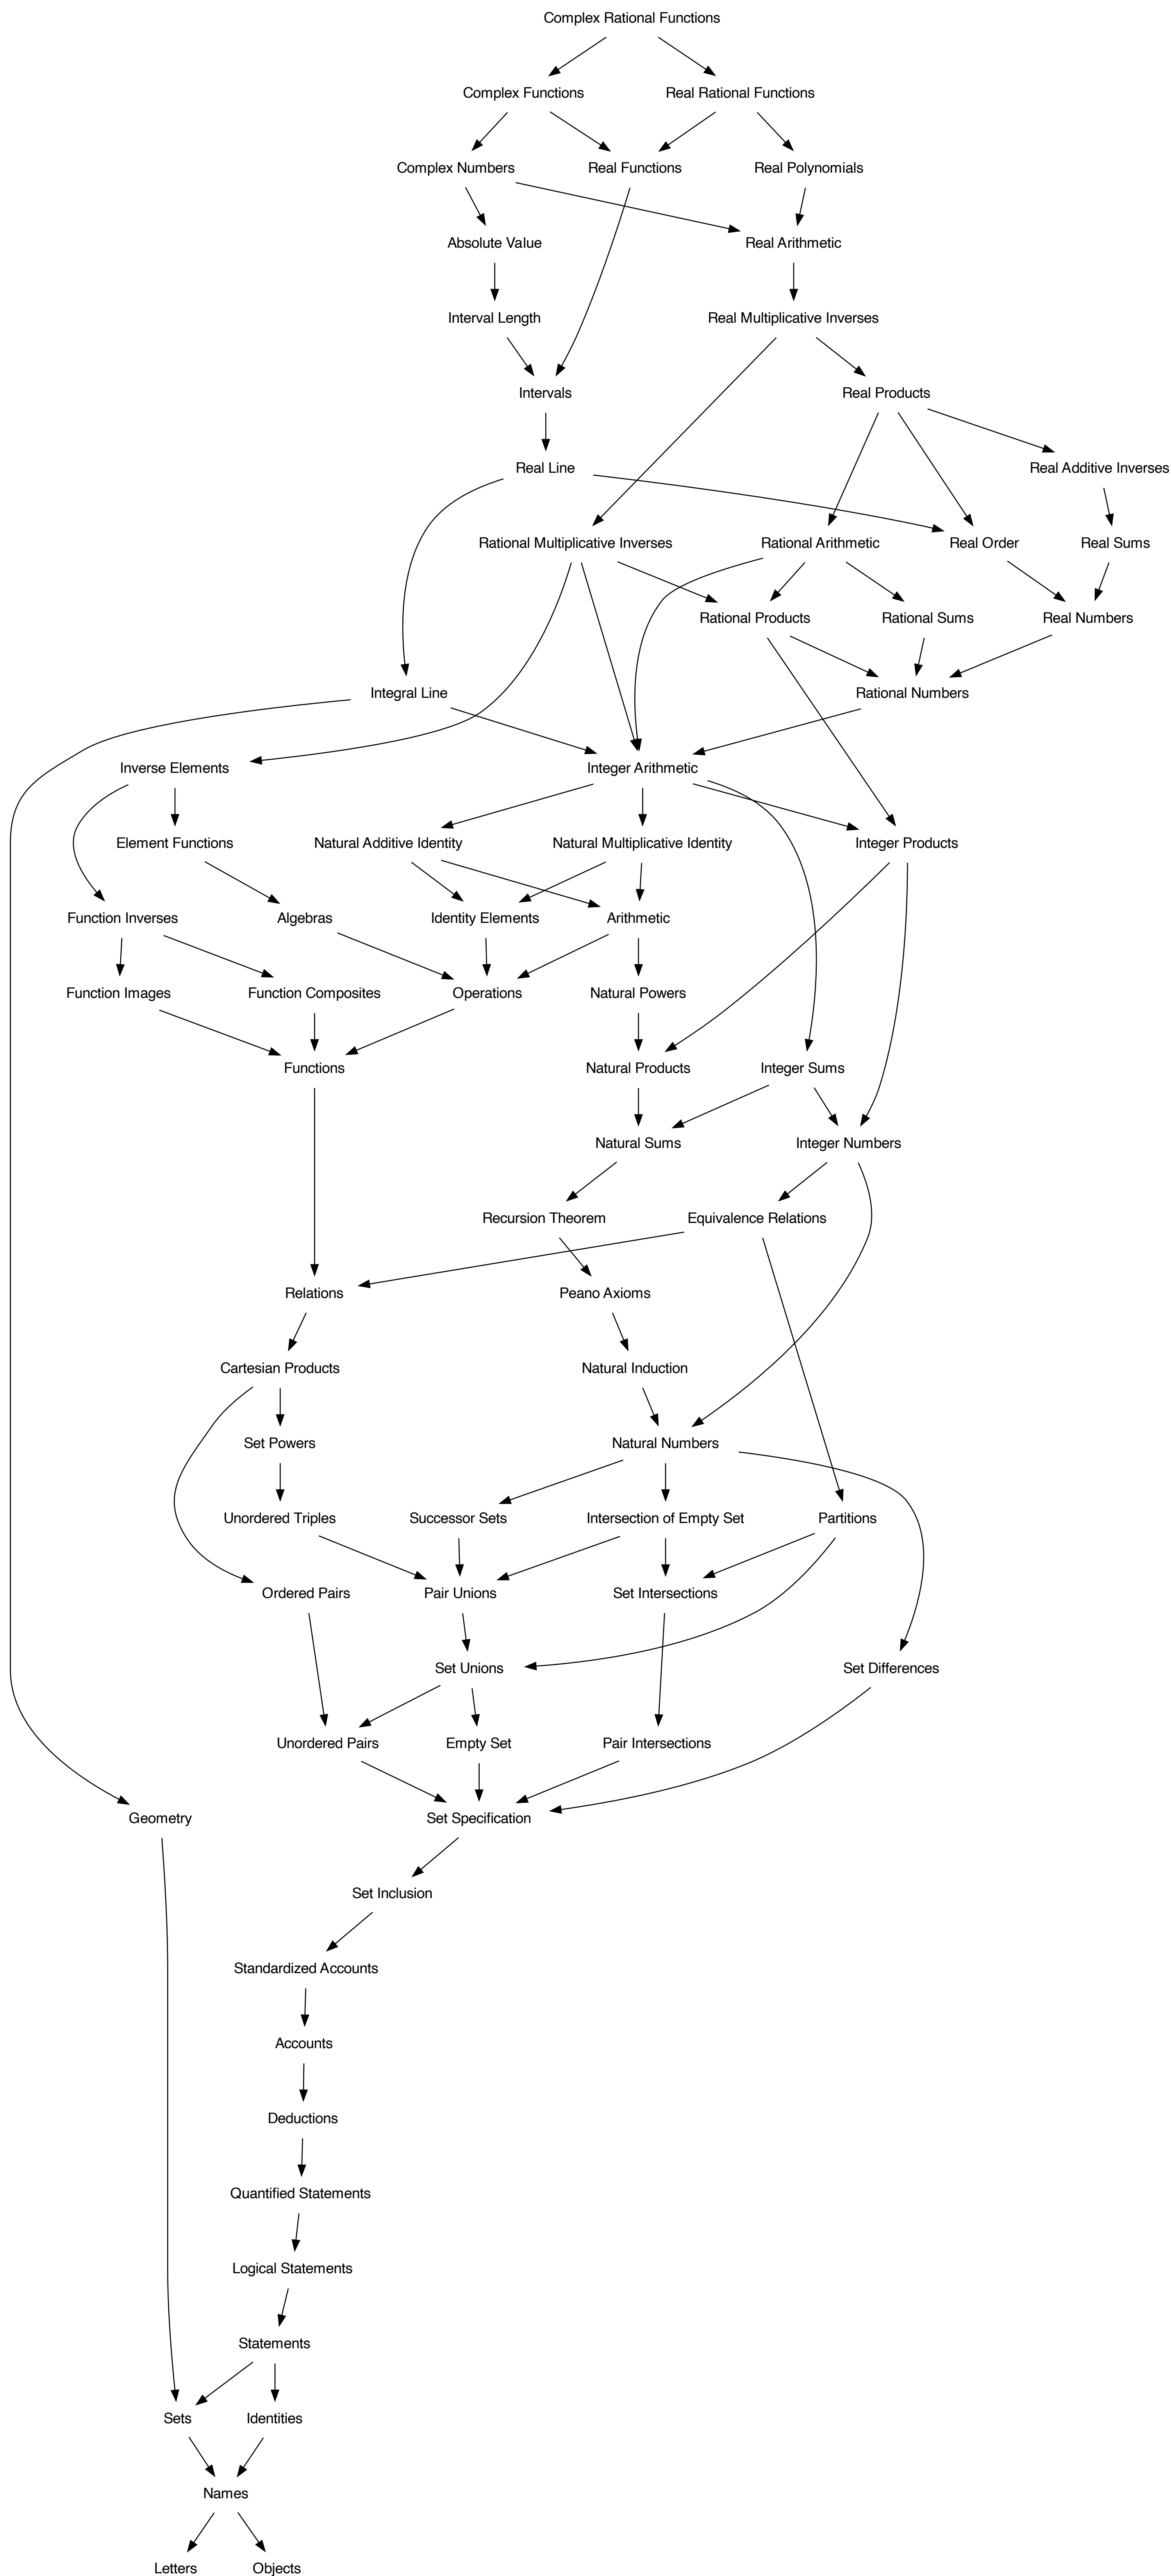 Complex Rational Functions
Complex Functions
Real Rational Functions
Complex Numbers
Real Functions
Real Polynomials
Absolute Value
Real Arithmetic
Interval Length
Real Multiplicative Inverses
Intervals
Real Products
Real Line
Real Additive Inverses
Rational Multiplicative Inverses
Rational Arithmetic
Real Order
Real Sums
Rational Products
Rational Sums
Real Numbers
Integral Line
Rational Numbers
Inverse Elements
Integer Arithmetic
Element Functions
Natural Additive Identity
Natural Multiplicative Identity
Integer Products
Function Inverses
Algebras
Identity Elements
Arithmetic
Function Images
Function Composites
Operations
Natural Powers
Functions
Natural Products
Integer Sums
Natural Sums
Integer Numbers
Recursion Theorem
Equivalence Relations
Relations
Peano Axioms
Cartesian Products
Natural Induction
Set Powers
Natural Numbers
Unordered Triples
Successor Sets
Intersection of Empty Set
Partitions
Ordered Pairs
Pair Unions
Set Intersections
Set Unions
Set Differences
Unordered Pairs
Empty Set
Pair Intersections
Geometry
Set Specification
Set Inclusion
Standardized Accounts
Accounts
Deductions
Quantified Statements
Logical Statements
Statements
Sets
Identities
Names
Letters
Objects